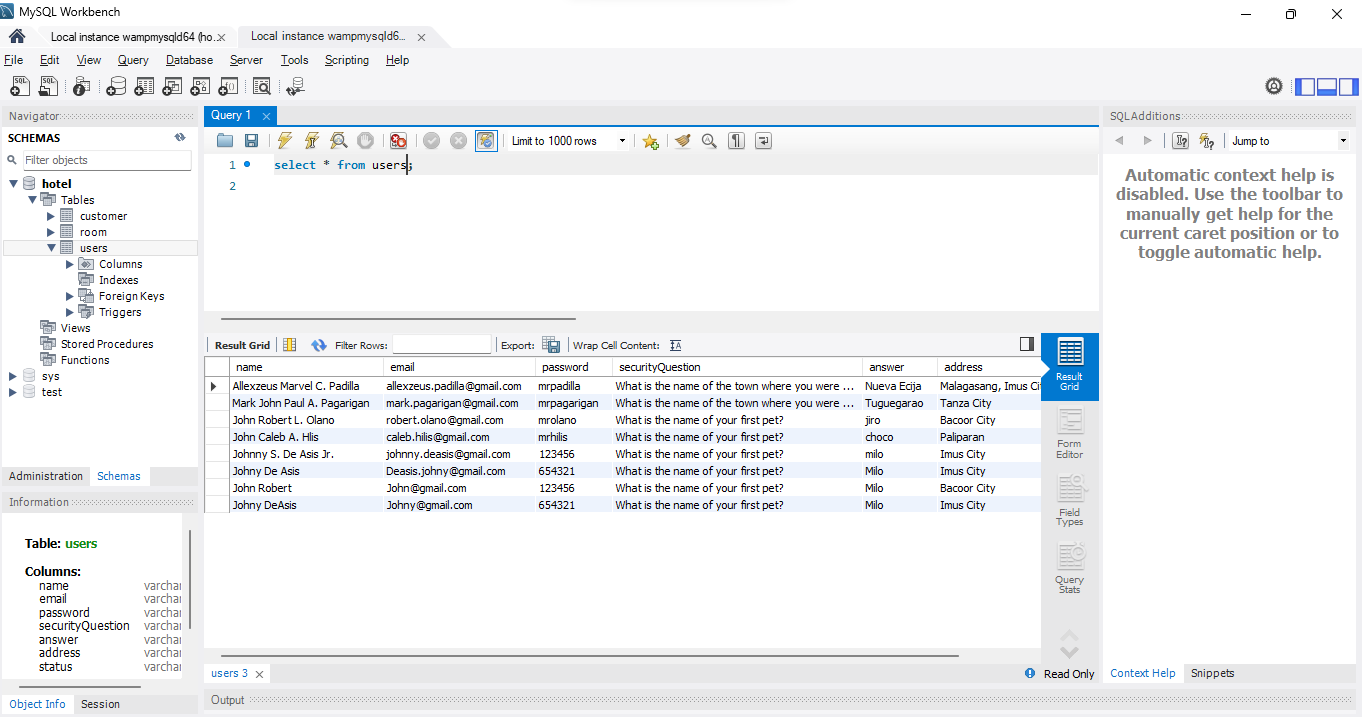 MySQL Workbench
Local instance wampmysqld64 (ho...
Local instance wampmysqld6...
File Edit View Query Database Server Tools Scripting Help
Navigator
SCHEMAS
Filter objects
hotel
Tables
customer
room
users
Columns
Indexes
Foreign Keys
Triggers
Views
Stored Procedures
Functions
sys
test
Administration Schemas
Information
Table: users
Columns:
name varchar
email varchar
password varchar
securityQuestion varchar
answer varchar
address varchar
status varchar
Object Info Session
Query 1
Limit to 1000 rows
1 select * from users;
2
Result Grid Filter Rows: Export: Wrap Cell Content: IA
name email password securityQuestion answer address
Allexzeus Marvel C. Padilla allexzeus.padilla@gmail.com mrpadilla What is the name of the town where you were ... Nueva Ecija Malagasang, Imus Cit
Mark John Paul A. Pagarigan mark.pagarigan@gmail.com mrpagarigan What is the name of the town where you were ... Tuguegarao Tanza City
John Robert L. Olano robert.olano@gmail.com mrolano What is the name of your first pet? jiro Bacoor City
John Caleb A. Hlis caleb.hilis@gmail.com mrhilis What is the name of your first pet? choco Paliparan
Johnny S. De Asis Jr. johnny.deasis@gmail.com 123456 What is the name of your first pet? milo Imus City
Johny De Asis Deasis.johny@gmail.com 654321 What is the name of your first pet? Milo Imus City
John Robert John@gmail.com 123456 What is the name of your first pet? Milo Bacoor City
Johny DeAsis Johny@gmail.com 654321 What is the name of your first pet? Milo Imus City
Result
Grid
Form
Editor
Field
Types
Query
Stats
users 3
Read Only
Output
SQLAdditions
Jump to
Automatic context help is
disabled. Use the toolbar to
manually get help for the
current caret position or to
toggle automatic help.
Context Help Snippets